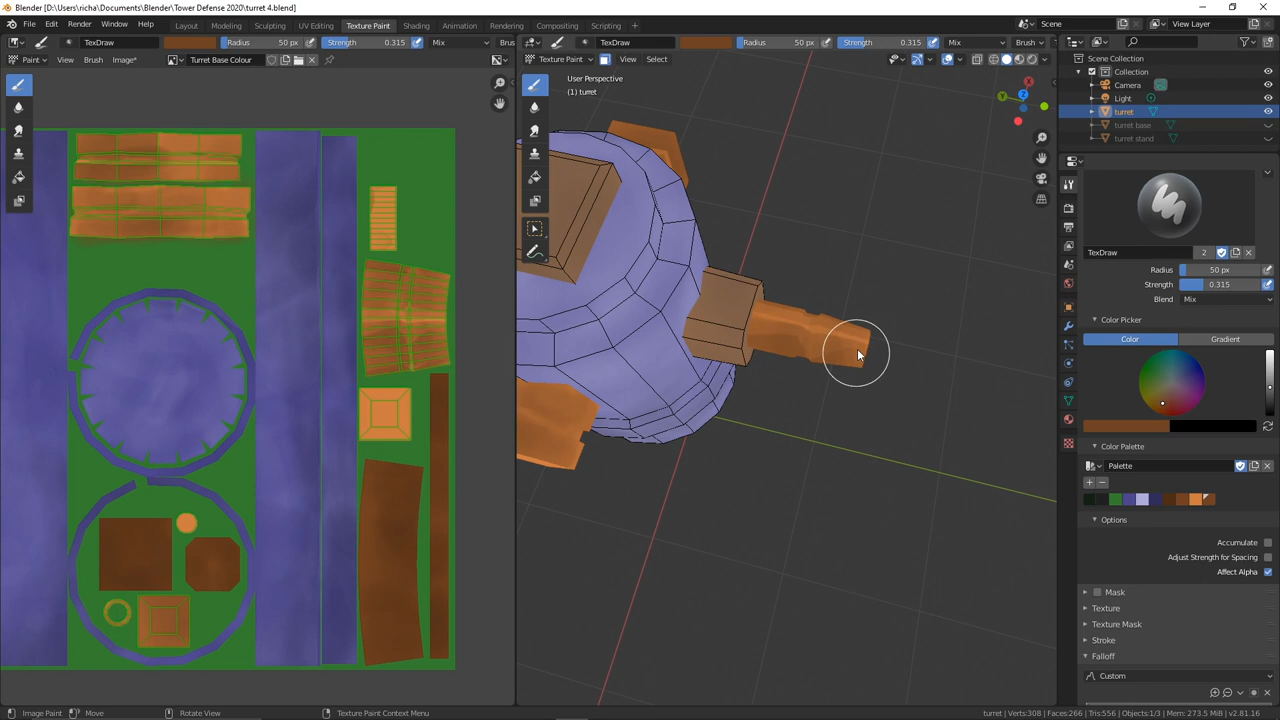 Blender [D:\Users\richa\Documents\Blender\Tower Defense 2020\turret 4.blend]
File Edit Render Window Help Layout Modeling Sculpting UV Editing Texture Paint Shading Animation Rendering Compositing Scripting + Scene View Layer
TexDraw Radius 50 px Strength 0.315 Mix Brus TexDraw Radius 50 px Strength 0.315 Mix Brush
Paint View Brush Image* Turret Base Colour Texture Paint View Select
Scene Collection
Collection
Camera
Light
turret
turret base
turret stand
User Perspective
(1) turret
X
Y
Z
TexDraw 2
Radius 50 px
Strength 0.315
Blend Mix
Color Picker
Color Gradient
Color Palette
Palette
Options
Accumulate
Adjust Strength for Spacing
Affect Alpha
Mask
Texture
Texture Mask
Stroke
Falloff
Custom
Image Paint Move Rotate View Texture Paint Context Menu turret | Verts:308 | Faces:266 | Tris:556 | Objects:1/3 | Mem: 273.5 MiB | v2.81.16